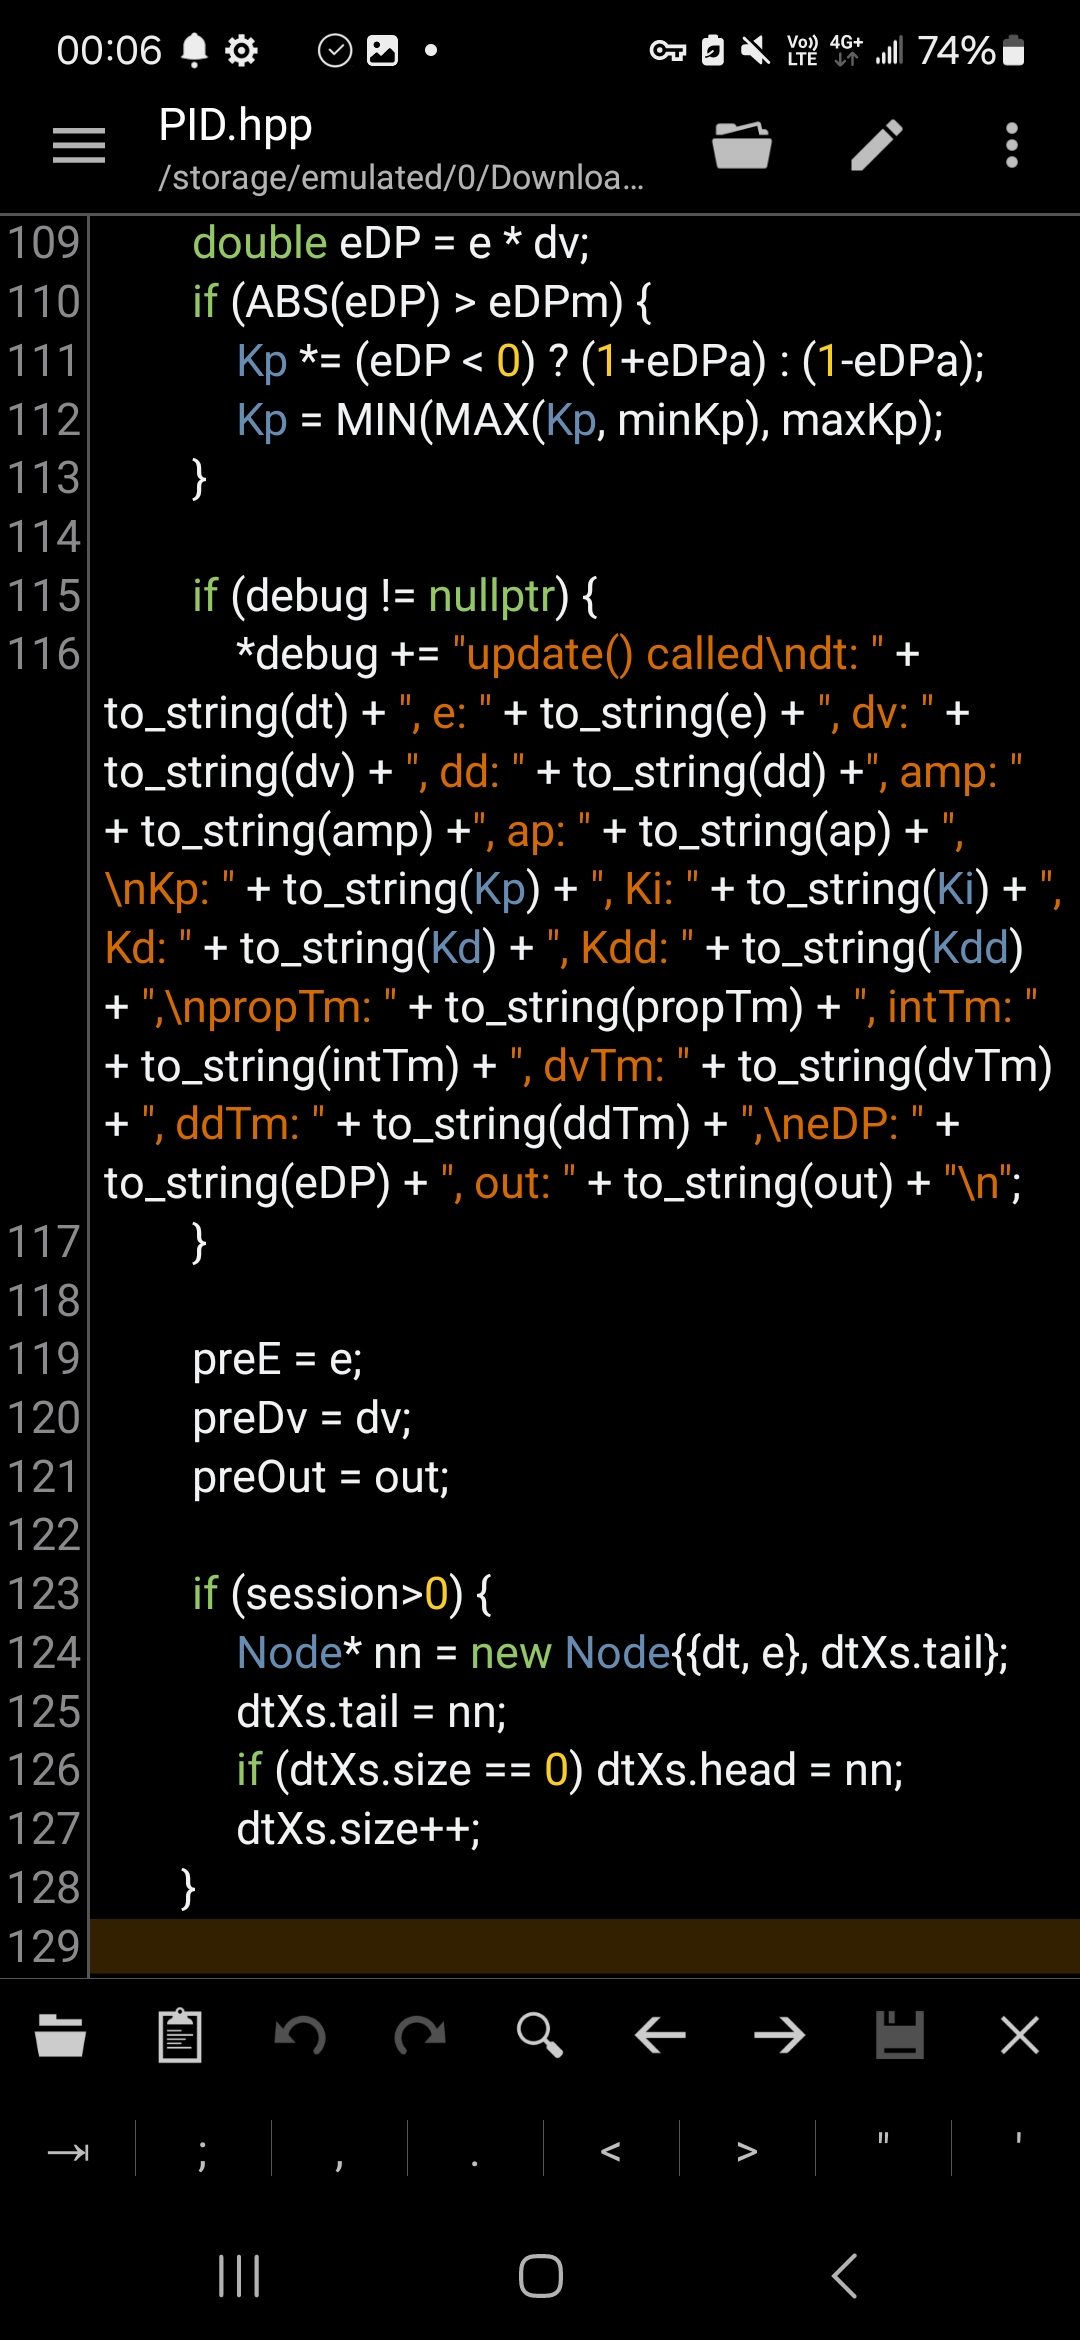 00:06 Vo)) LTE 4G+ 74%
PID.hpp
/storage/emulated/0/Downloa...
109 double eDP = e * dv;
110 if (ABS(eDP) > eDPm) {
111 Kp *= (eDP < 0) ? (1+eDPa) : (1-eDPa);
112 Kp = MIN(MAX(Kp, minKp), maxKp);
113 }
114
115 if (debug != nullptr) {
116 *debug += "update() called\ndt: " +
to_string(dt) + ", e: " + to_string(e) + ", dv: " +
to_string(dv) + ", dd: " + to_string(dd) +", amp: "
+ to_string(amp) +", ap: " + to_string(ap) + ",
\nKp: " + to_string(Kp) + ", Ki: " + to_string(Ki) + ",
Kd: " + to_string(Kd) + ", Kdd: " + to_string(Kdd)
+ ",\npropTm: " + to_string(propTm) + ", intTm: "
+ to_string(intTm) + ", dvTm: " + to_string(dvTm)
+ ", ddTm: " + to_string(ddTm) + ",\neDP: " +
to_string(eDP) + ", out: " + to_string(out) + "\n";
117 }
118
119 preE = e;
120 preDv = dv;
121 preOut = out;
122
123 if (session>0) {
124 Node* nn = new Node{{dt, e}, dtXs.tail};
125 dtXs.tail = nn;
126 if (dtXs.size == 0) dtXs.head = nn;
127 dtXs.size++;
128 }
129
; , . < > " '